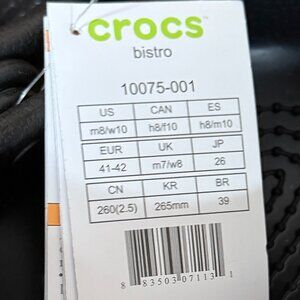 crocs™
bistro
10075-001
US CAN ES
m8/w10 h8/f10 h8/m10
EUR UK JP
41-42 m7/w8 26
CN KR BR
260(2.5) 265mm 39
8 83503 07113 1